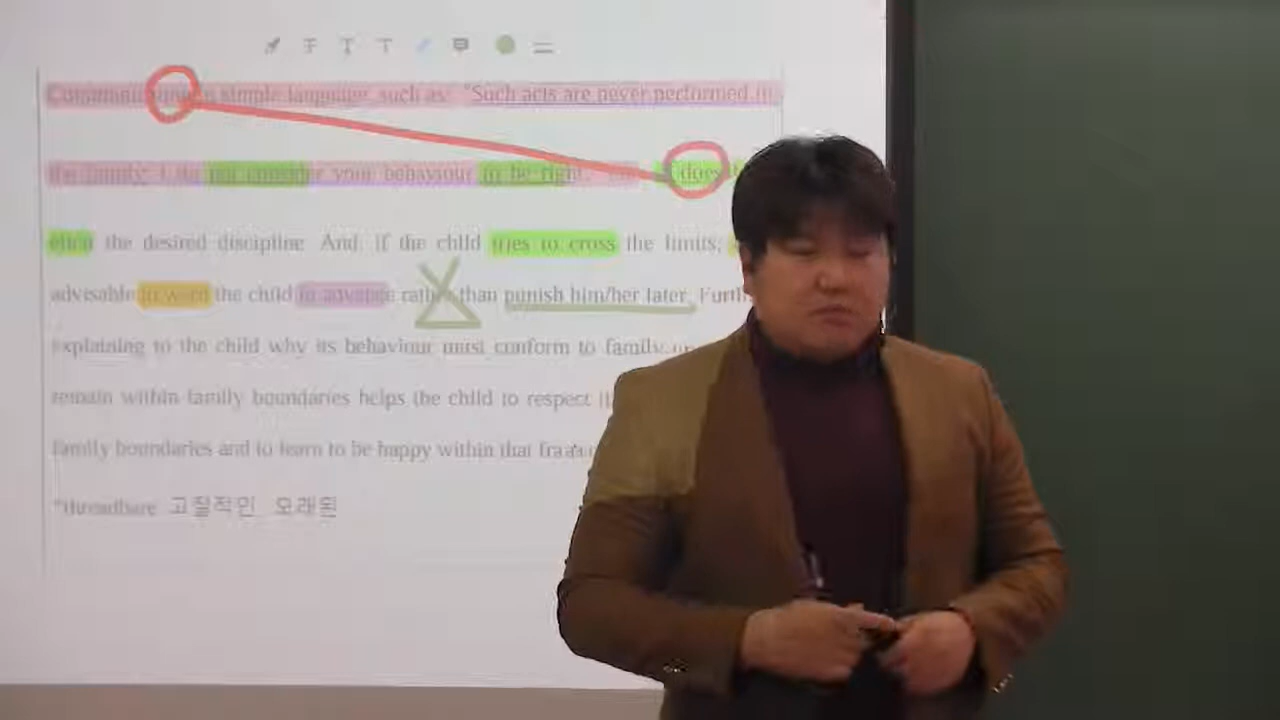 simple language, such as: "Such acts are never performed in
the family; I do not consider your behaviour to be right." does
elicit the desired discipline. And, if the child tries to cross the limits,
advisable to warn the child in advance rather than punish him/her later.
explaining to the child why its behaviour must conform to family
remain within family boundaries helps the child to respect
family boundaries and to learn to be happy within that
*threadbare 고질적인 오래된